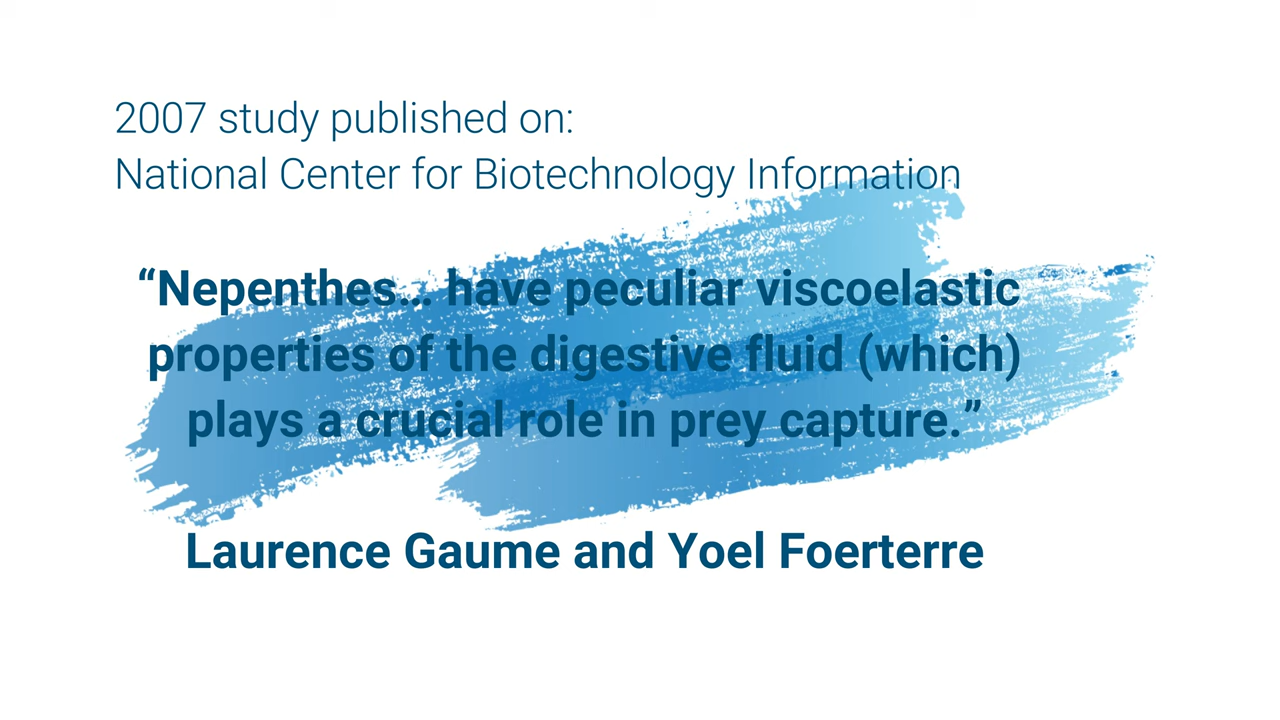 2007 study published on:
National Center for Biotechnology Information
“Nepenthes... have peculiar viscoelastic
properties of the digestive fluid (which)
plays a crucial role in prey capture.”
Laurence Gaume and Yoel Foerterre